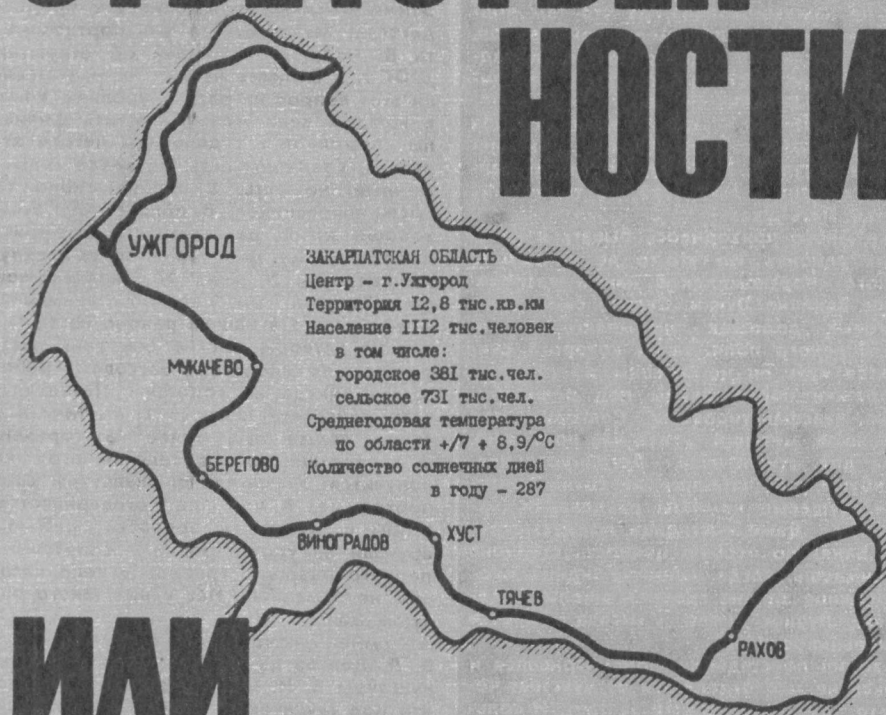 НОСТИ
УЖГОРОД
ЗАКАРПАТСКАЯ ОБЛАСТЬ
Центр - г.Ужгород
Территория I2,8 тыс.кв.км
Население III2 тыс.человек
в том числе:
городское 38I тыс.чел.
сельское 73I тыс.чел.
Среднегодовая температура
по области +/7 + 8,9/°С
Количество солнечных дней
в году - 287
МУКАЧЕВО
БЕРЕГОВО
ВИНОГРАДОВ
ХУСТ
ТЯЧЕВ
РАХОВ
ИЛИ